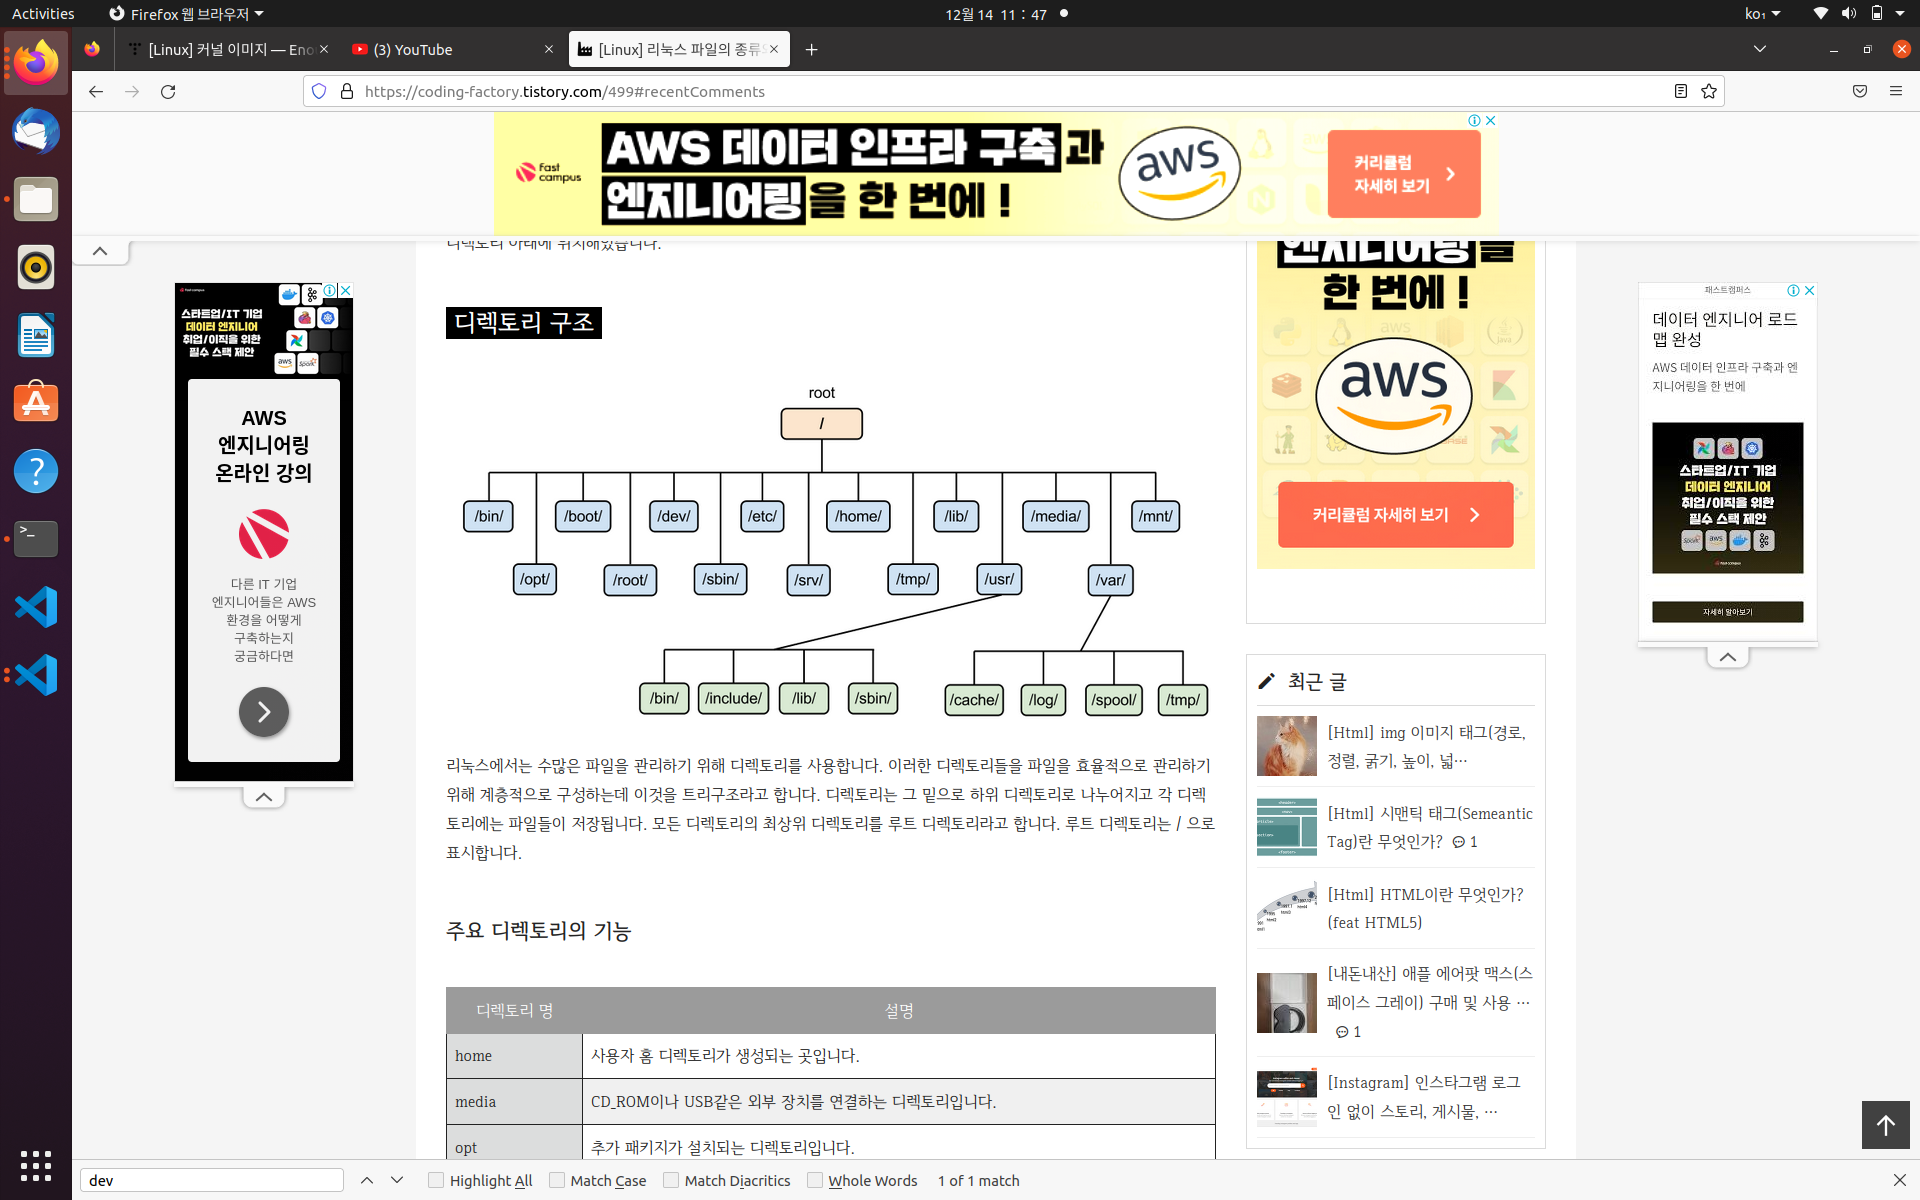 Activities
Firefox 웹 브라우저
12월 14 11 : 47
ko₁
[Linux] 커널 이미지 — Eno
(3) YouTube
[Linux] 리눅스 파일의 종류
https://coding-factory.tistory.com/499#recentComments
fast campus
AWS 데이터 인프라 구축과
엔지니어링을 한 번에 !
aws
커리큘럼
자세히 보기
디렉토리 아래에 위치해있습니다.
스타트업/IT 기업
데이터 엔지니어
취업/이직을 위한
필수 스택 제안
aws
AWS
엔지니어링
온라인 강의
다른 IT 기업
엔지니어들은 AWS
환경을 어떻게
구축하는지
궁금하다면
디렉토리 구조
root
/
/bin/ /boot/ /dev/ /etc/ /home/ /lib/ /media/ /mnt/
/opt/ /root/ /sbin/ /srv/ /tmp/ /usr/ /var/
/bin/ /include/ /lib/ /sbin/ /cache/ /log/ /spool/ /tmp/
리눅스에서는 수많은 파일을 관리하기 위해 디렉토리를 사용합니다. 이러한 디렉토리들을 파일을 효율적으로 관리하기
위해 계층적으로 구성하는데 이것을 트리구조라고 합니다. 디렉토리는 그 밑으로 하위 디렉토리로 나누어지고 각 디렉
토리에는 파일들이 저장됩니다. 모든 디렉토리의 최상위 디렉토리를 루트 디렉토리라고 합니다. 루트 디렉토리는 / 으로
표시합니다.
주요 디렉토리의 기능
디렉토리 명 설명
home 사용자 홈 디렉토리가 생성되는 곳입니다.
media CD_ROM이나 USB같은 외부 장치를 연결하는 디렉토리입니다.
opt 추가 패키지가 설치되는 디렉토리입니다.
엔지니어링을
한 번에 !
aws
aws
커리큘럼 자세히 보기
최근 글
[Html] img 이미지 태그(경로,
정렬, 굵기, 높이, 넓…
[Html] 시맨틱 태그(Semeantic
Tag)란 무엇인가? 1
[Html] HTML이란 무엇인가?
(feat HTML5)
[내돈내산] 애플 에어팟 맥스(스
페이스 그레이) 구매 및 사용 …
1
[Instagram] 인스타그램 로그
인 없이 스토리, 게시물, …
패스트캠퍼스
데이터 엔지니어 로드
맵 완성
AWS 데이터 인프라 구축과 엔
지니어링을 한 번에
스타트업/IT 기업
데이터 엔지니어
취업/이직을 위한
필수 스택 제안
aws
자세히 알아보기
dev
Highlight All
Match Case
Match Diacritics
Whole Words
1 of 1 match